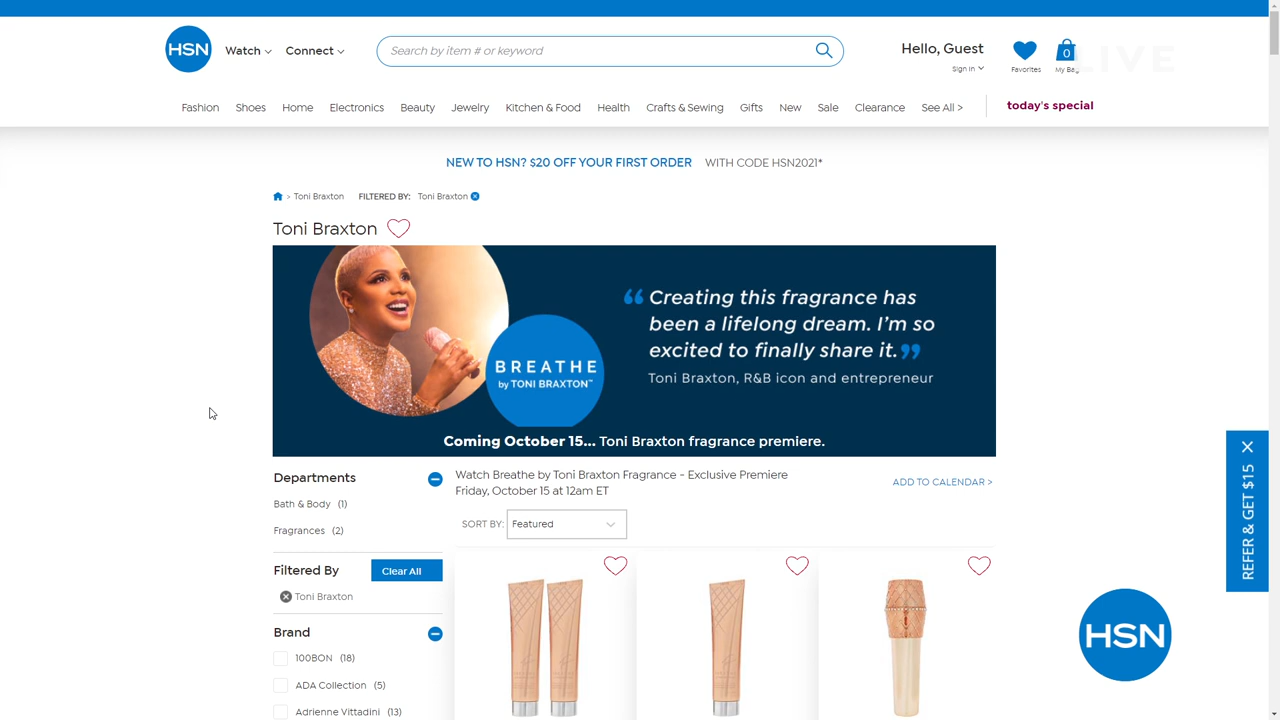 HSN
Watch
Connect
Search by item # or keyword
Hello, Guest
Sign In
Favorites
0
My Bag
LIVE
Fashion Shoes Home Electronics Beauty Jewelry Kitchen & Food Health Crafts & Sewing Gifts New Sale Clearance See All >
today's special
NEW TO HSN? $20 OFF YOUR FIRST ORDER WITH CODE HSN2021*
> Toni Braxton FILTERED BY: Toni Braxton
Toni Braxton
“Creating this fragrance has
been a lifelong dream. I’m so
excited to finally share it.”
Toni Braxton, R&B icon and entrepreneur
BREATHE
by TONI BRAXTON™
Coming October 15... Toni Braxton fragrance premiere.
Departments
Bath & Body (1)
Fragrances (2)
Filtered By
Clear All
Toni Braxton
Brand
100BON (18)
ADA Collection (5)
Adrienne Vittadini (13)
Watch Breathe by Toni Braxton Fragrance - Exclusive Premiere
Friday, October 15 at 12am ET
ADD TO CALENDAR >
SORT BY: Featured
REFER & GET $15
HSN